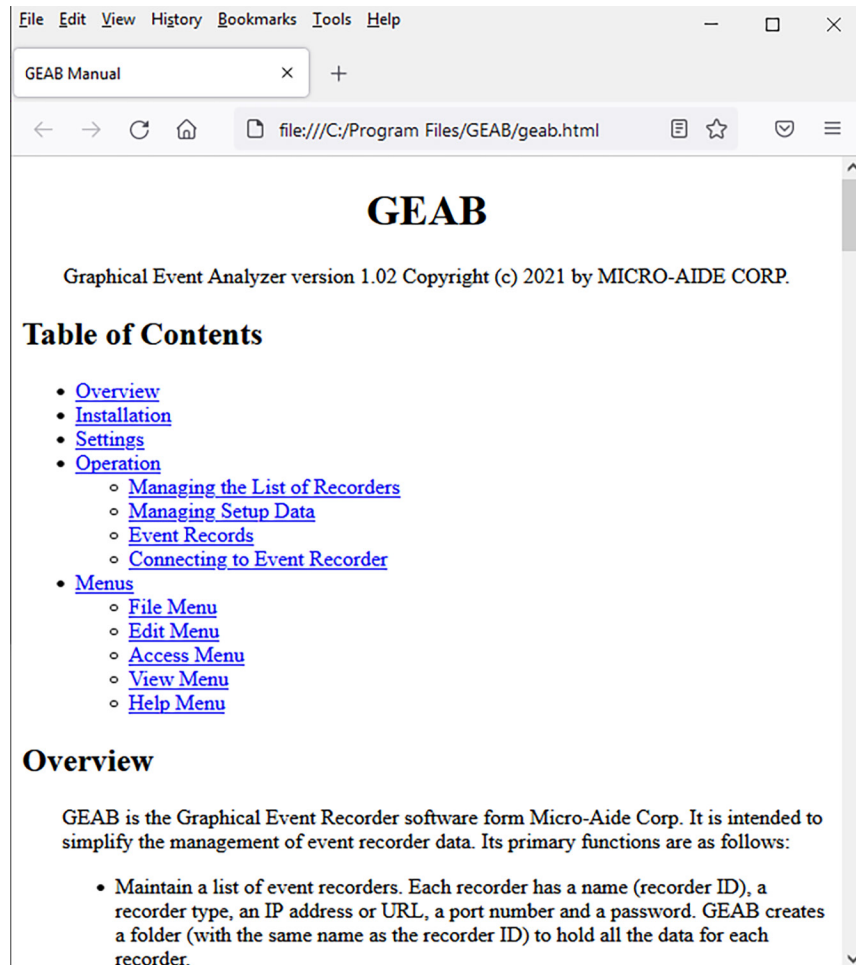 File Edit View History Bookmarks Tools Help
GEAB Manual
file:///C:/Program Files/GEAB/geab.html
GEAB
Graphical Event Analyzer version 1.02 Copyright (c) 2021 by MICRO-AIDE CORP.
Table of Contents
Overview
Installation
Settings
Operation
Managing the List of Recorders
Managing Setup Data
Event Records
Connecting to Event Recorder
Menus
File Menu
Edit Menu
Access Menu
View Menu
Help Menu
Overview
GEAB is the Graphical Event Recorder software form Micro-Aide Corp. It is intended to
simplify the management of event recorder data. Its primary functions are as follows:
Maintain a list of event recorders. Each recorder has a name (recorder ID), a
recorder type, an IP address or URL, a port number and a password. GEAB creates
a folder (with the same name as the recorder ID) to hold all the data for each
recorder.